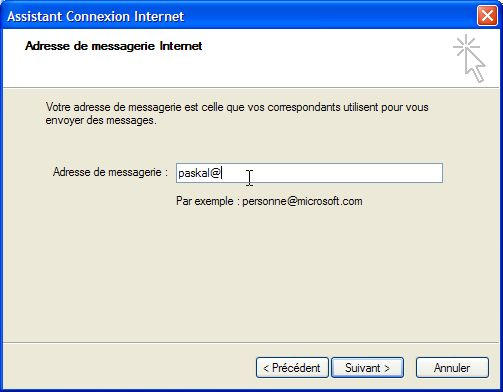 Assistant Connexion Internet
Adresse de messagerie Internet
Votre adresse de messagerie est celle que vos correspondants utilisent pour vous
envoyer des messages.
Adresse de messagerie : paskal@
Par exemple : personne@microsoft.com
< Précédent Suivant > Annuler